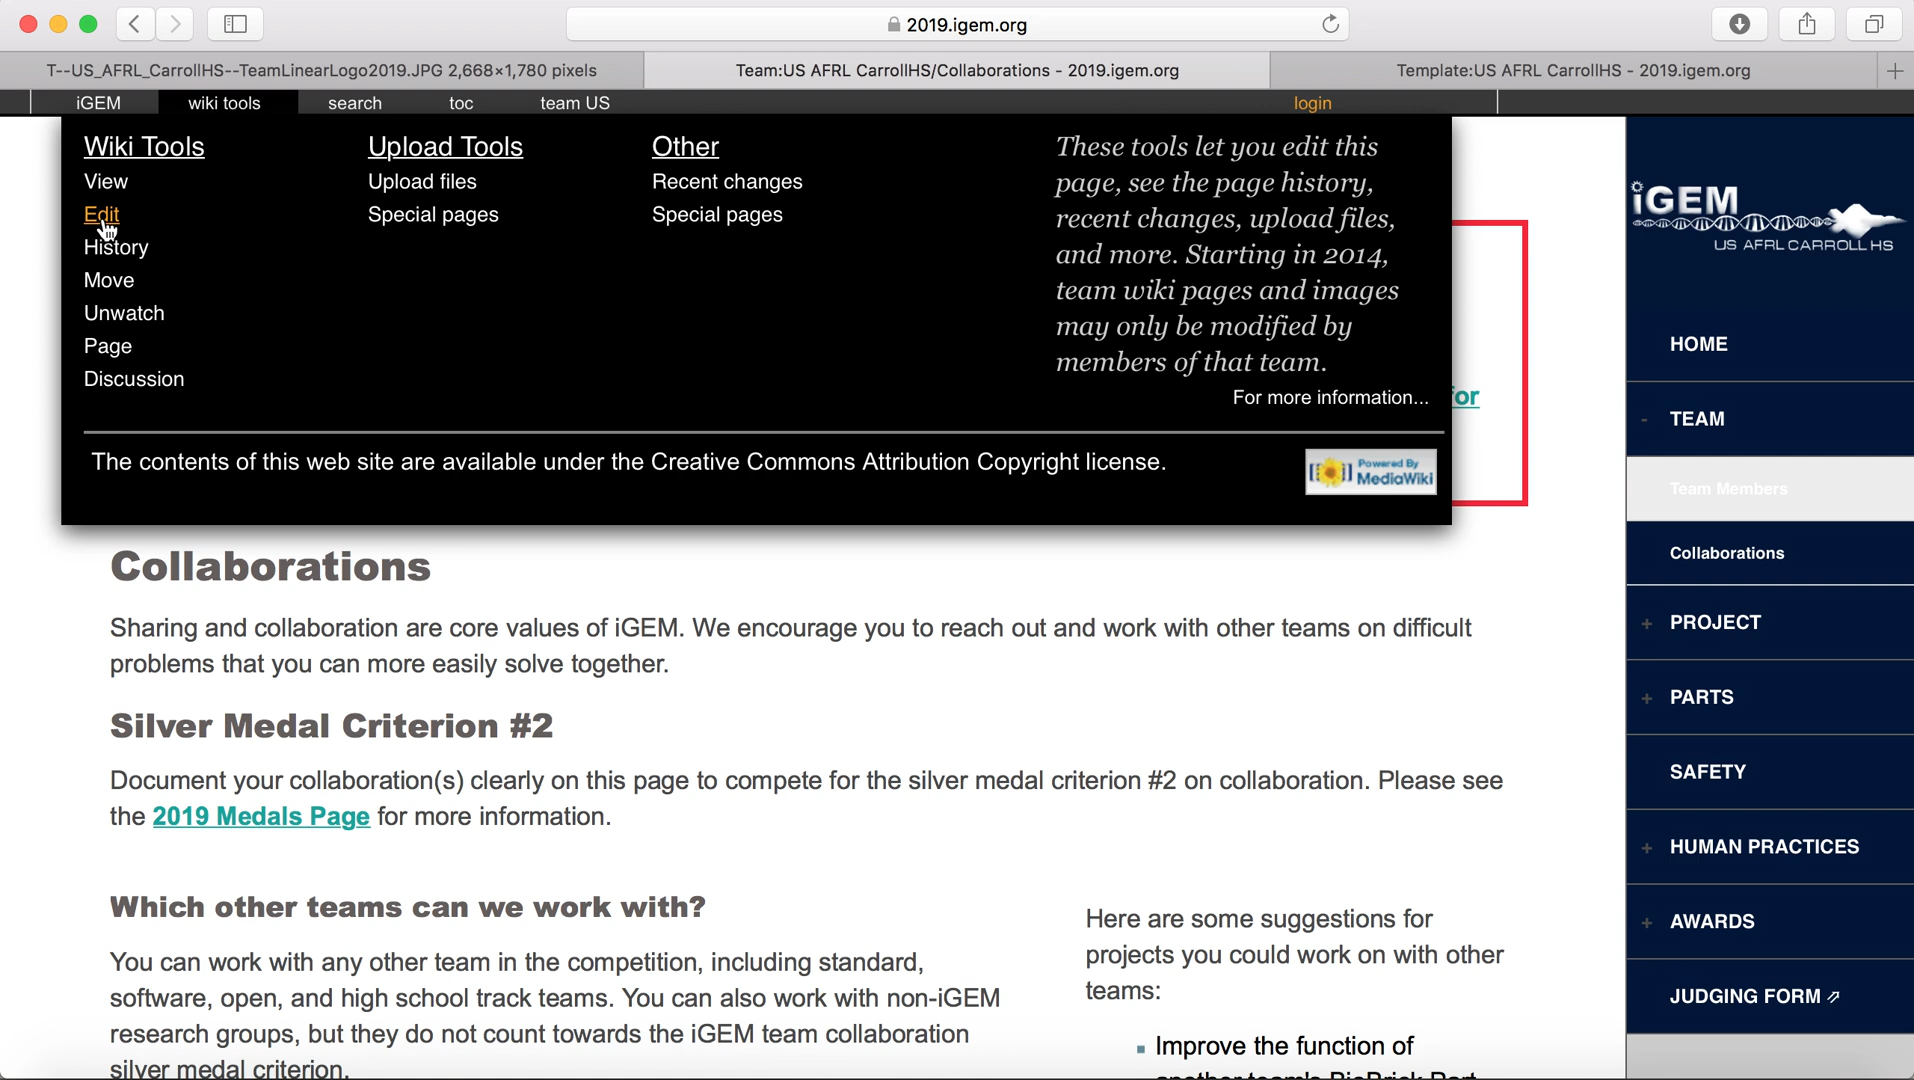 2019.igem.org
T--US_AFRL_CarrollHS--TeamLinearLogo2019.JPG 2,668×1,780 pixels
Team:US AFRL CarrollHS/Collaborations - 2019.igem.org
Template:US AFRL CarrollHS - 2019.igem.org
iGEM
wiki tools
search
toc
team US
login
Wiki Tools
View
Edit
History
Move
Unwatch
Page
Discussion
Upload Tools
Upload files
Special pages
Other
Recent changes
Special pages
These tools let you edit this
page, see the page history,
recent changes, upload files,
and more. Starting in 2014,
team wiki pages and images
may only be modified by
members of that team.
For more information...
The contents of this web site are available under the Creative Commons Attribution Copyright license.
Powered By
MediaWiki
for
Collaborations
Sharing and collaboration are core values of iGEM. We encourage you to reach out and work with other teams on difficult
problems that you can more easily solve together.
Silver Medal Criterion #2
Document your collaboration(s) clearly on this page to compete for the silver medal criterion #2 on collaboration. Please see
the 2019 Medals Page for more information.
Which other teams can we work with?
You can work with any other team in the competition, including standard,
software, open, and high school track teams. You can also work with non-iGEM
research groups, but they do not count towards the iGEM team collaboration
silver medal criterion.
Here are some suggestions for
projects you could work on with other
teams:
Improve the function of
another team's BioBrick Part
iGEM
US AFRL CARROLL HS
HOME
- TEAM
Team Members
Collaborations
+ PROJECT
+ PARTS
SAFETY
+ HUMAN PRACTICES
+ AWARDS
JUDGING FORM ⇗